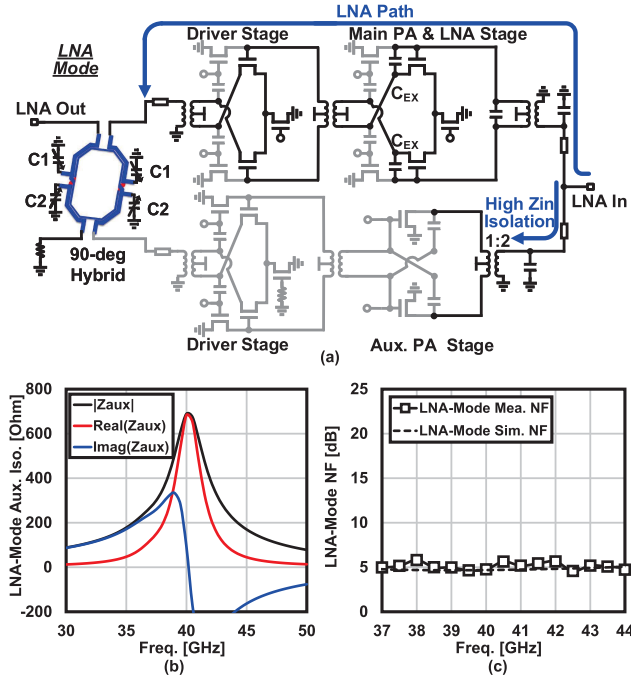 LNA Path
LNA
Mode
Driver Stage
Main PA & LNA Stage
LNA Out
C1
C1
C2
C2
CEX
CEX
High Zin
Isolation
LNA In
1:2
90-deg
Hybrid
Driver Stage
Aux. PA Stage
(a)
LNA-Mode Aux. Iso. [Ohm]
800
600
400
200
0
-200
|Zaux|
Real(Zaux)
Imag(Zaux)
30
35
40
45
50
Freq. [GHz]
(b)
LNA-Mode NF [dB]
25
20
15
10
5
0
LNA-Mode Mea. NF
LNA-Mode Sim. NF
37
38
39
40
41
42
43
44
Freq. [GHz]
(c)